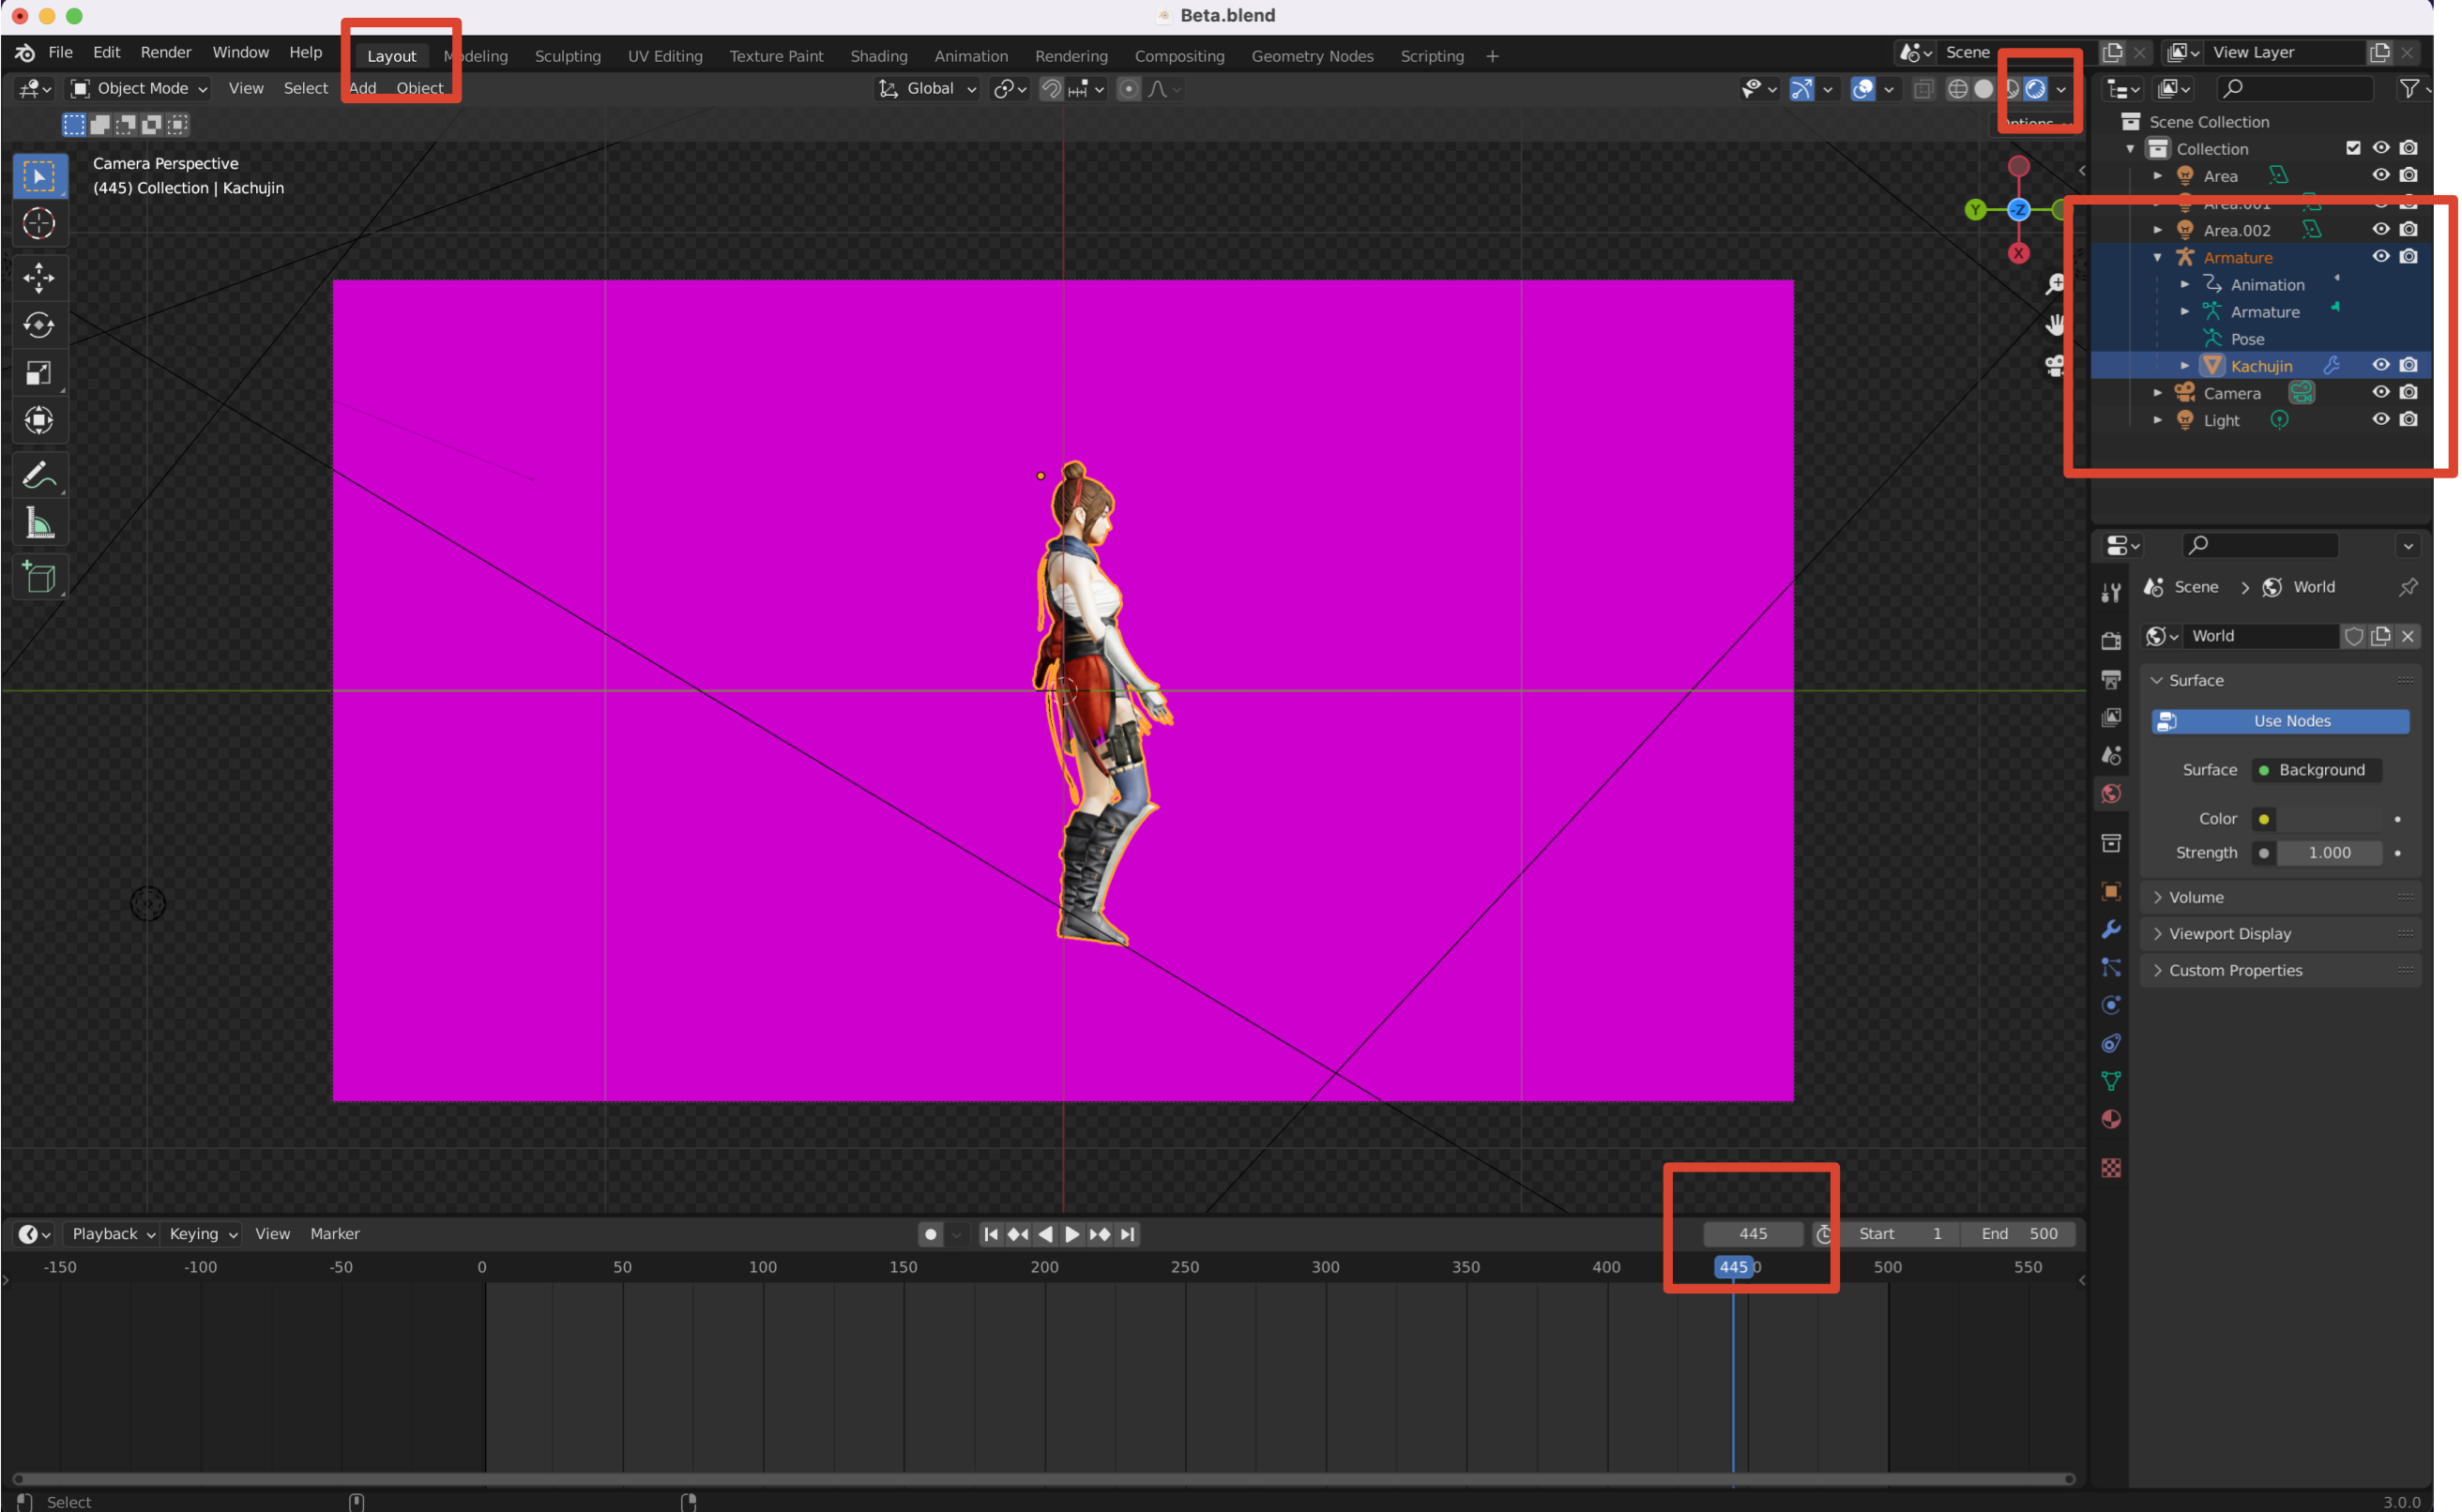 Beta.blend
File Edit Render Window Help Layout Modeling Sculpting UV Editing Texture Paint Shading Animation Rendering Compositing Geometry Nodes Scripting + Scene View Layer
Object Mode View Select Add Object Global
Options
Camera Perspective
(445) Collection | Kachujin
Y -Z X
Scene Collection
Collection
Area
Area.001
Area.002
Armature
Animation
Armature
Pose
Kachujin
Camera
Light
Scene > World
World
Surface
Use Nodes
Surface Background
Color
Strength 1.000
Volume
Viewport Display
Custom Properties
Playback Keying View Marker 445 Start 1 End 500
-150 -100 -50 0 50 100 150 200 250 300 350 400 445 500 550
Select
3.0.0